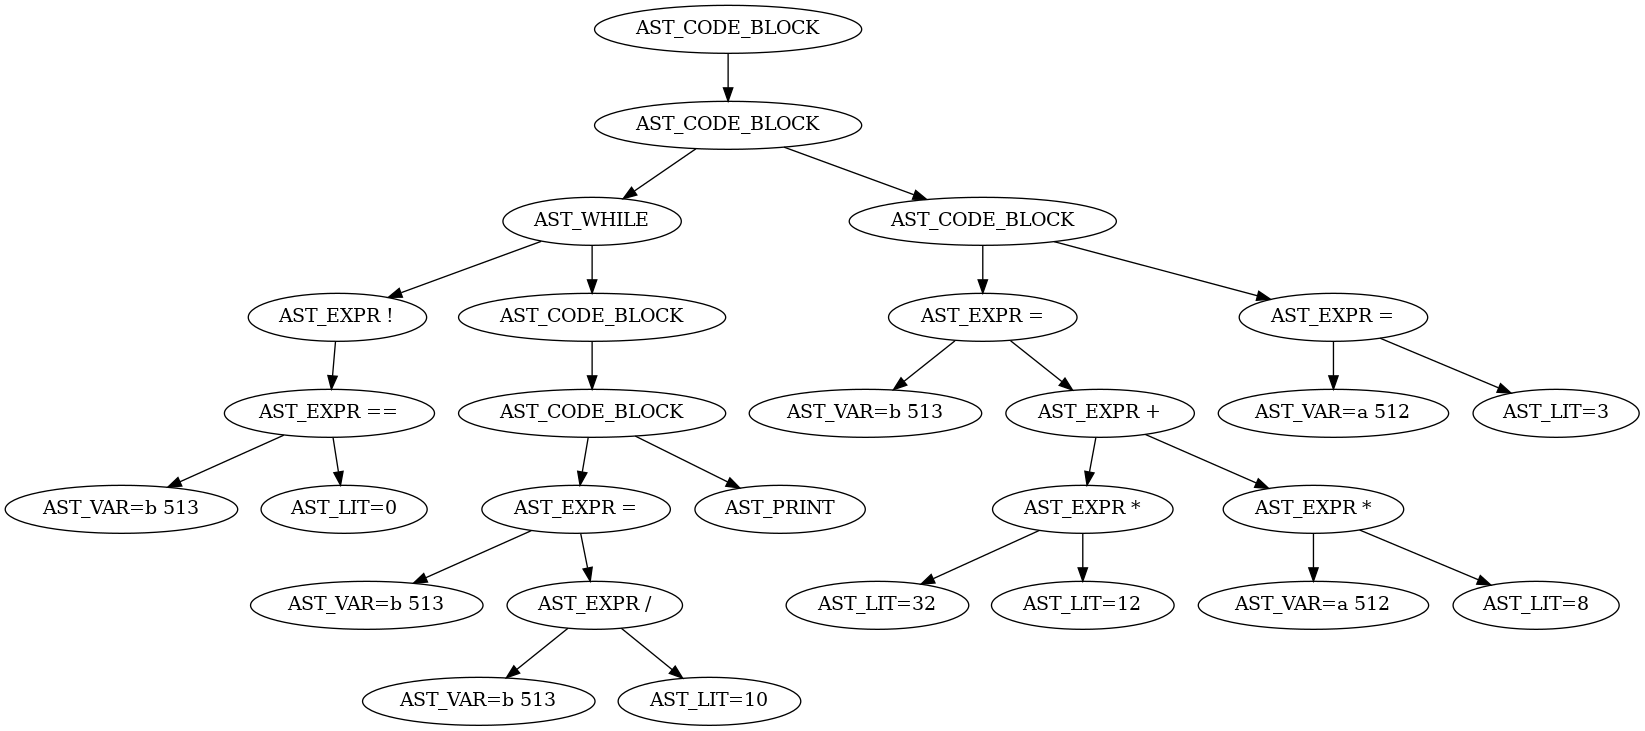 AST_CODE_BLOCK
AST_CODE_BLOCK
AST_WHILE
AST_CODE_BLOCK
AST_EXPR !
AST_CODE_BLOCK
AST_EXPR =
AST_EXPR =
AST_EXPR ==
AST_CODE_BLOCK
AST_VAR=b 513
AST_EXPR +
AST_VAR=a 512
AST_LIT=3
AST_VAR=b 513
AST_LIT=0
AST_EXPR =
AST_PRINT
AST_EXPR *
AST_EXPR *
AST_VAR=b 513
AST_EXPR /
AST_LIT=32
AST_LIT=12
AST_VAR=a 512
AST_LIT=8
AST_VAR=b 513
AST_LIT=10